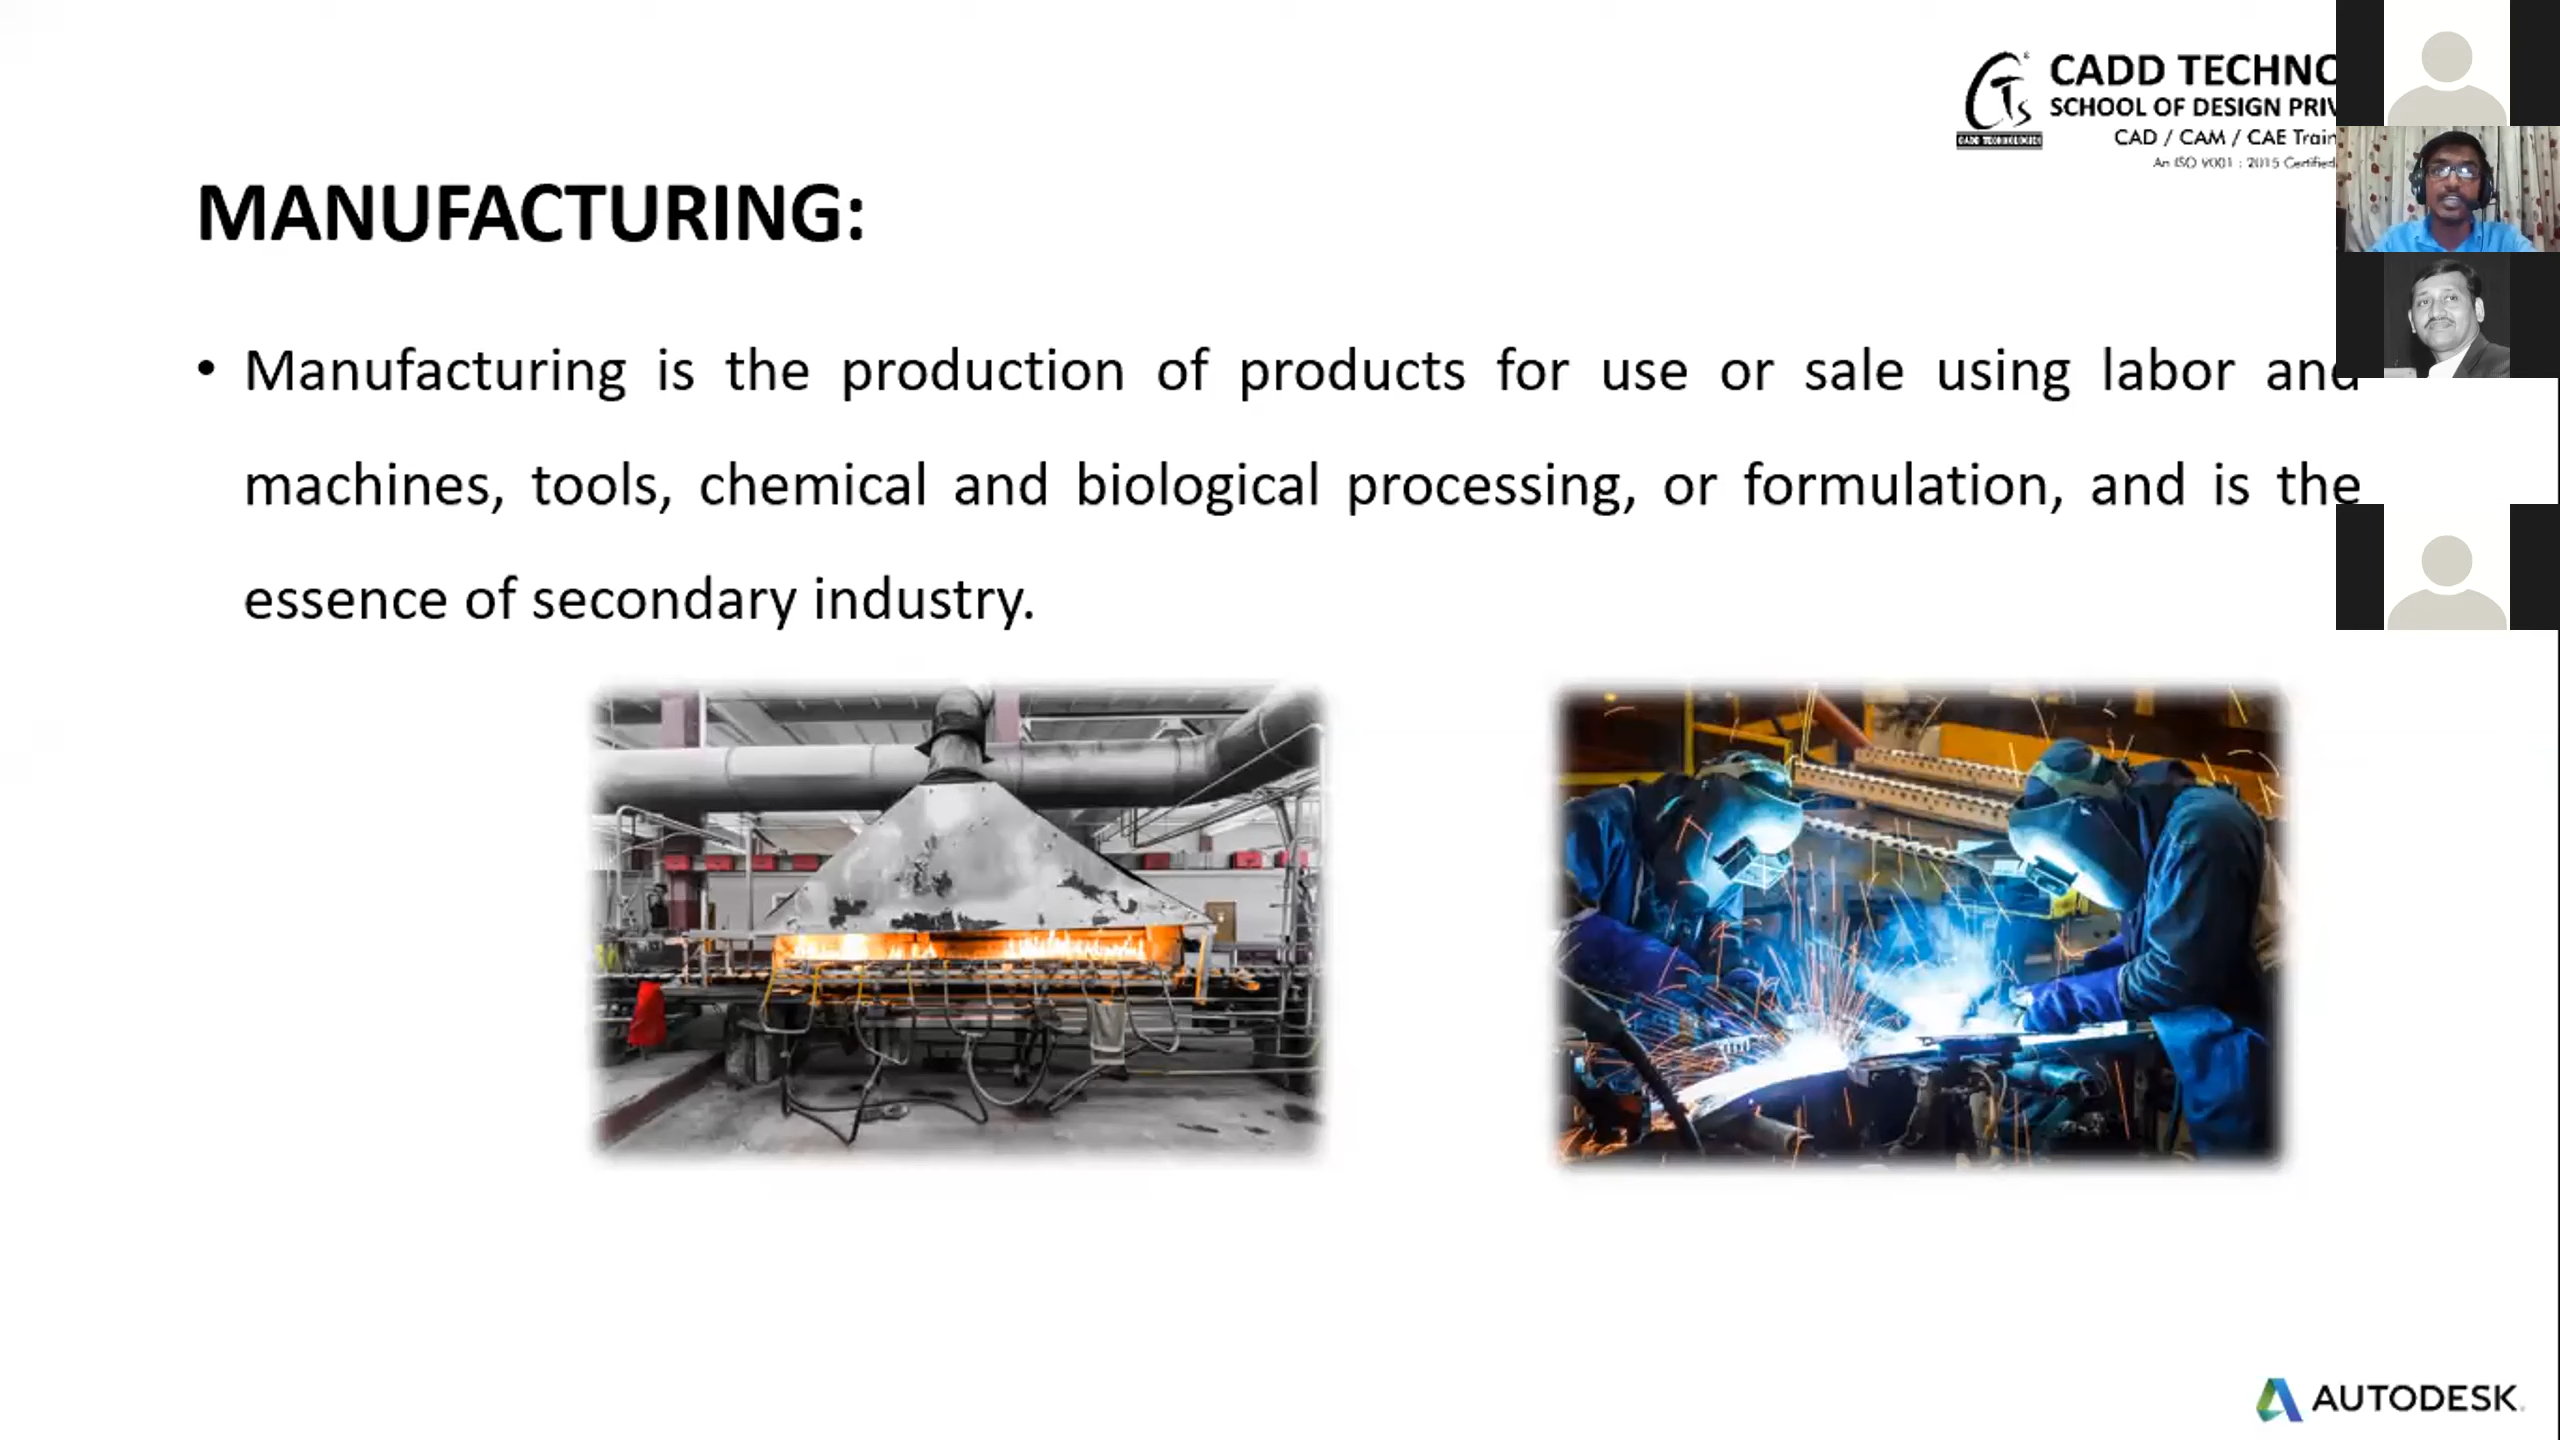 CADD TECHNO
SCHOOL OF DESIGN PRIV
CAD / CAM / CAE Train
An ISO 9001 : 2015 Certified
CADD TECHNOLOGIES
MANUFACTURING:
• Manufacturing is the production of products for use or sale using labor and
machines, tools, chemical and biological processing, or formulation, and is the
essence of secondary industry.
AUTODESK.